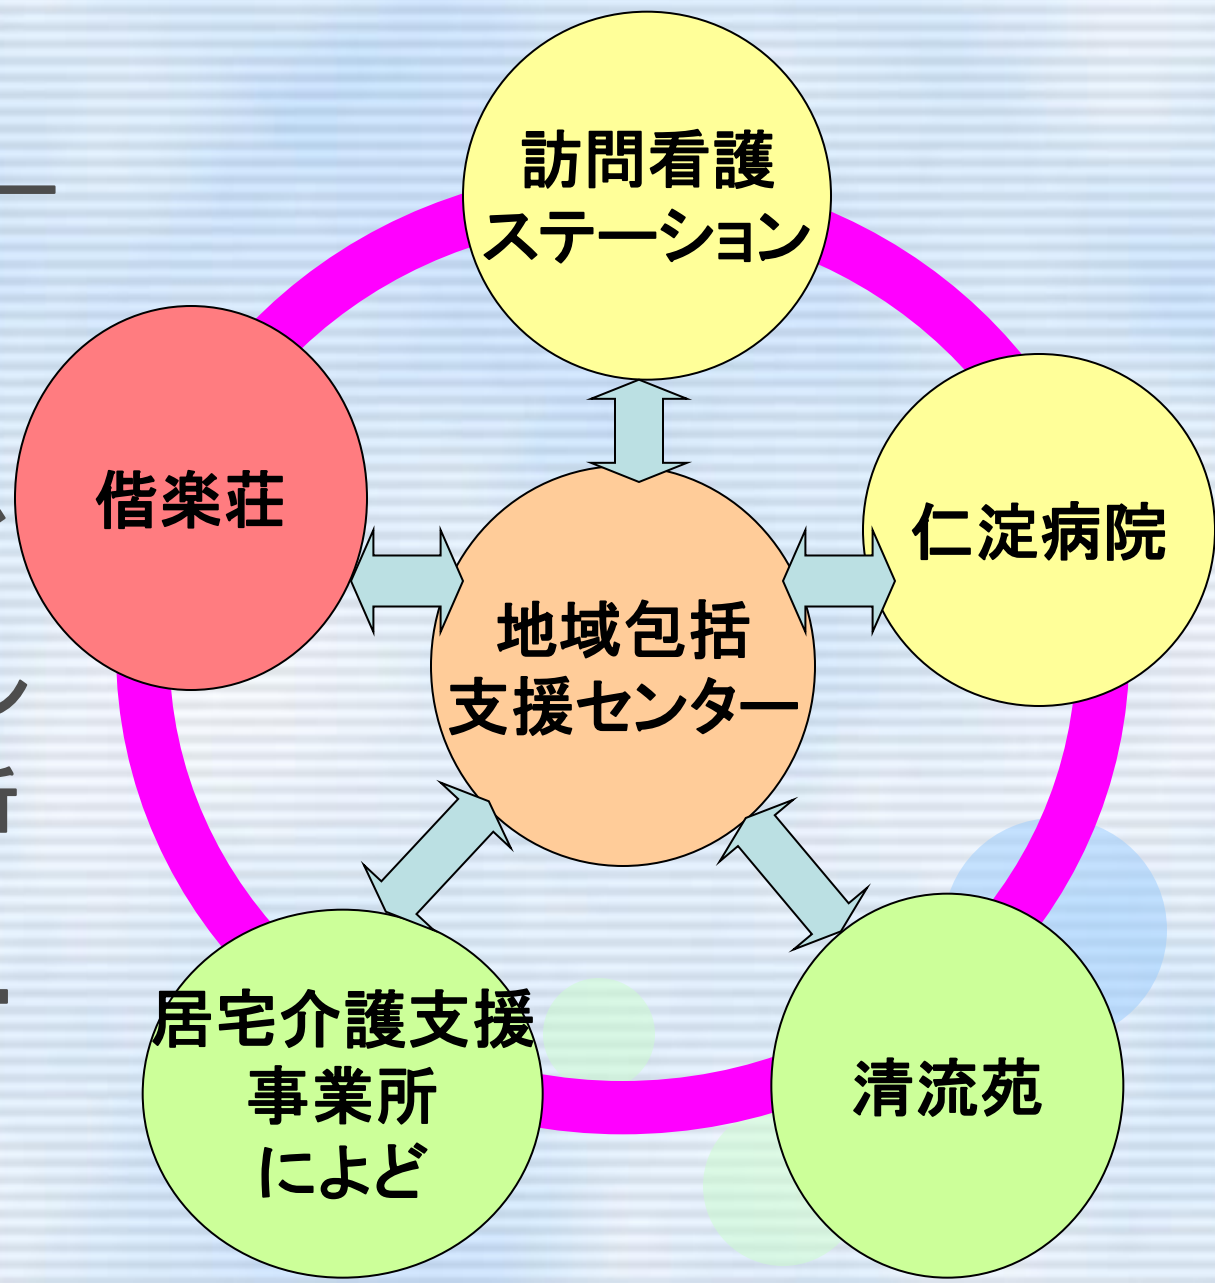 訪問看護
ステーション
偕楽荘
仁淀病院
地域包括
支援センター
居宅介護支援
事業所
によど
清流苑